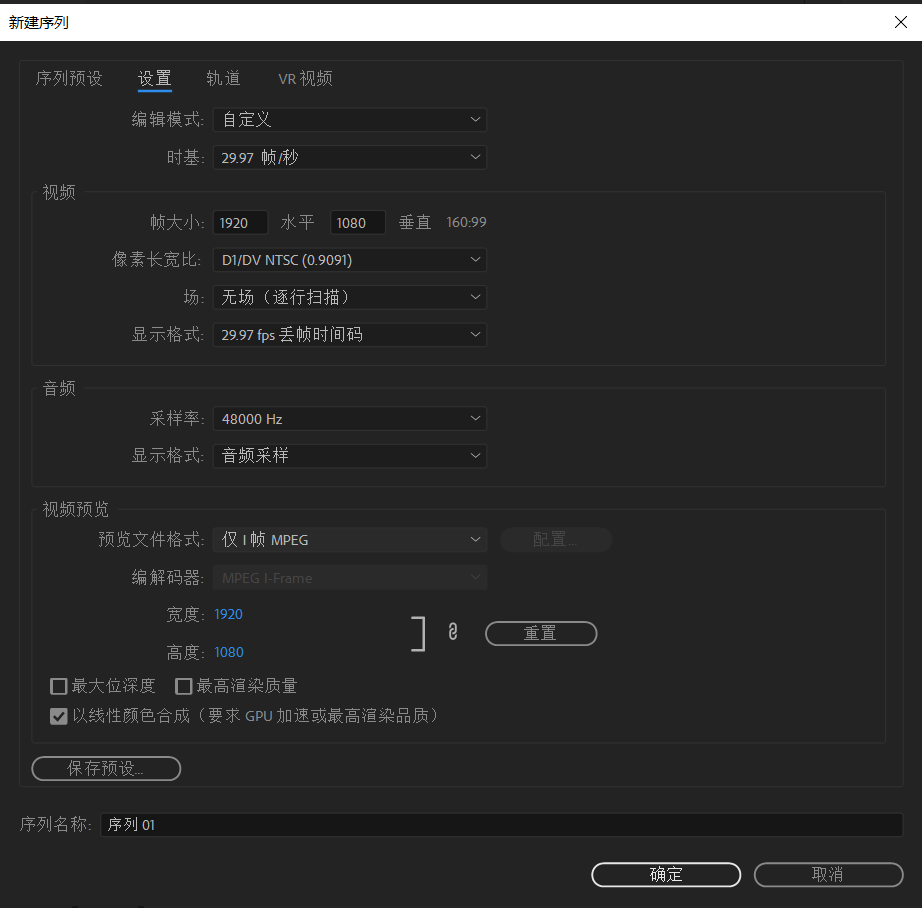 新建序列
序列预设 设置 轨道 VR 视频
编辑模式: 自定义
时基: 29.97 帧/秒
视频
帧大小: 1920 水平 1080 垂直 160:99
像素长宽比: D1/DV NTSC (0.9091)
场: 无场（逐行扫描）
显示格式: 29.97 fps 丢帧时间码
音频
采样率: 48000 Hz
显示格式: 音频采样
视频预览
预览文件格式: 仅 I 帧 MPEG 配置...
编解码器: MPEG I-Frame
宽度: 1920
高度: 1080
重置
最大位深度 最高渲染质量
以线性颜色合成（要求 GPU 加速或最高渲染品质）
保存预设...
序列名称: 序列 01
确定 取消